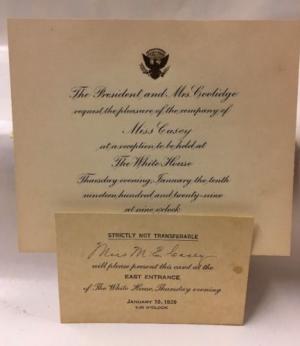 The President and Mrs. Coolidge
request the pleasure of the company of
Miss Casey
at a reception to be held at
The White House
Thursday evening, January the tenth
nineteen hundred and twenty-nine
at nine o'clock
STRICTLY NOT TRANSFERABLE
Miss M E Casey
will please present this card at the
EAST ENTRANCE
of The White House, Thursday evening
JANUARY 10, 1929
O'CLOCK